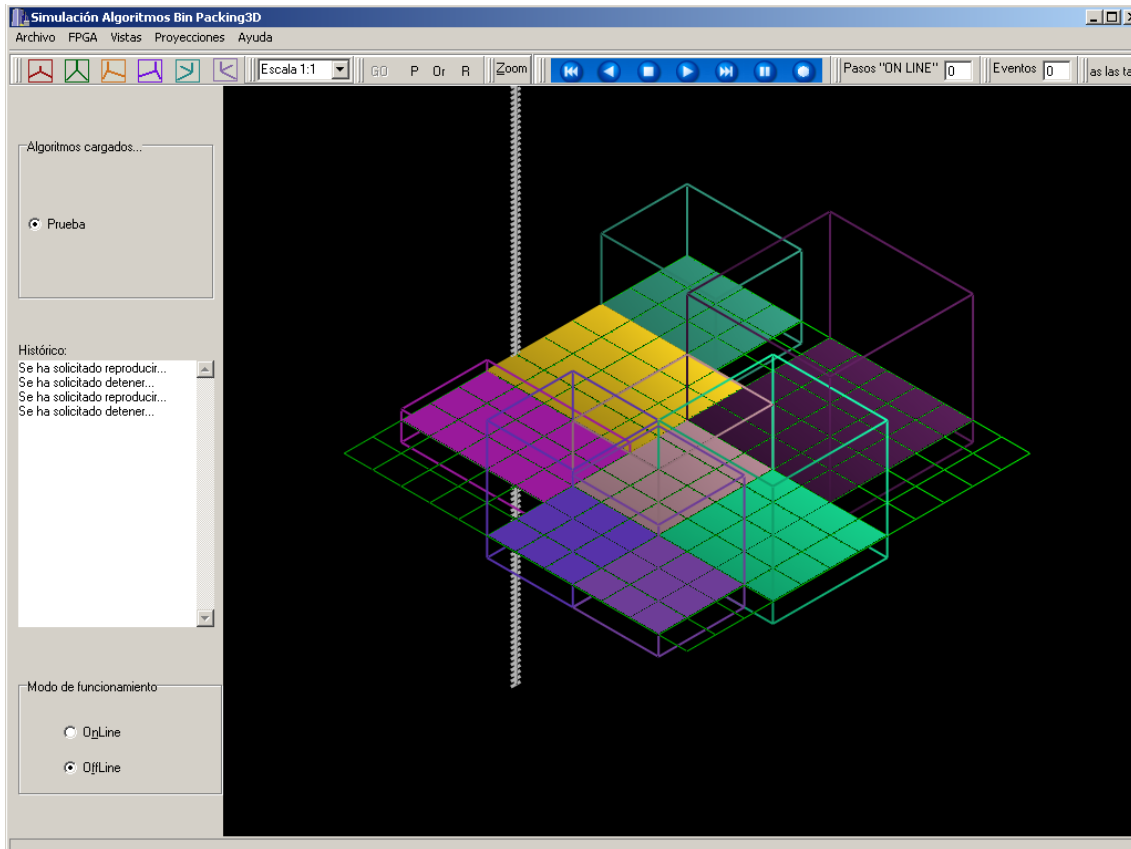 Simulación Algoritmos Bin Packing3D
Archivo FPGA Vistas Proyecciones Ayuda
Escala 1:1 GO P Or R Zoom Pasos "ON LINE" 0 Eventos 0 as las ta
Algoritmos cargados...
Prueba
Histórico:
Se ha solicitado reproducir...
Se ha solicitado detener...
Se ha solicitado reproducir...
Se ha solicitado detener...
Modo de funcionamiento
OnLine
OffLine